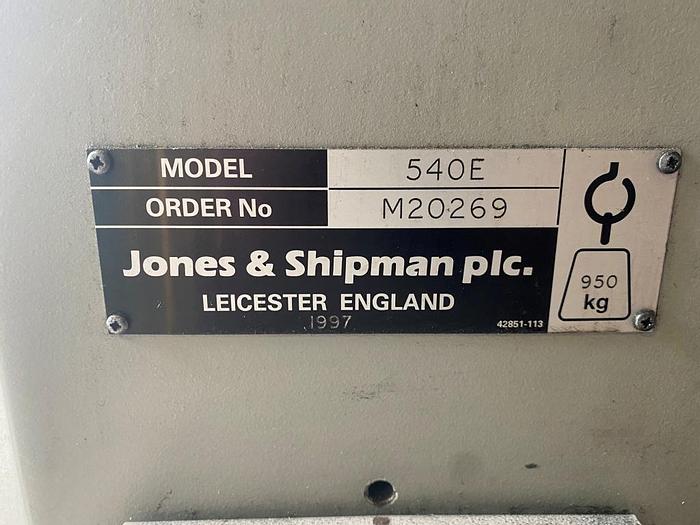 MODEL 540E
ORDER No M20269
Jones & Shipman plc.
LEICESTER ENGLAND
1997
42851-113
950
kg